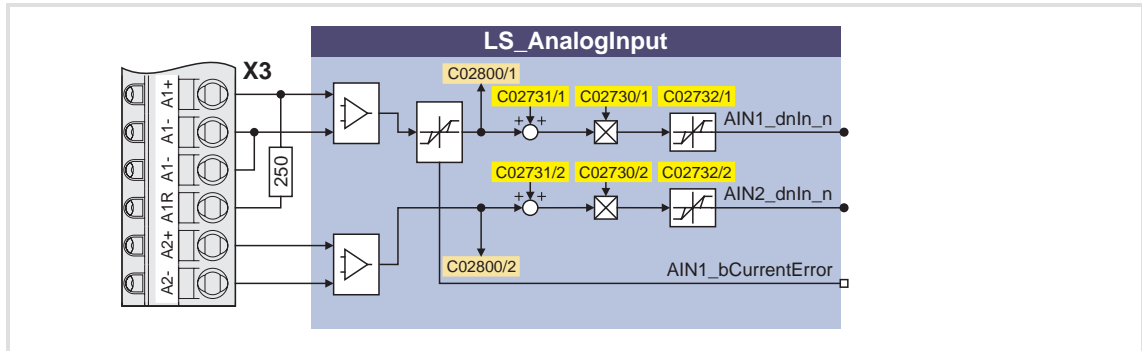 LS_AnalogInput
X3
C02800/1
C02731/1 C02730/1 C02732/1
AIN1_dnIn_n
A1+
A1-
A1-
250
A1R
A2+
A2-
C02731/2 C02730/2 C02732/2
AIN2_dnIn_n
C02800/2
AIN1_bCurrentError